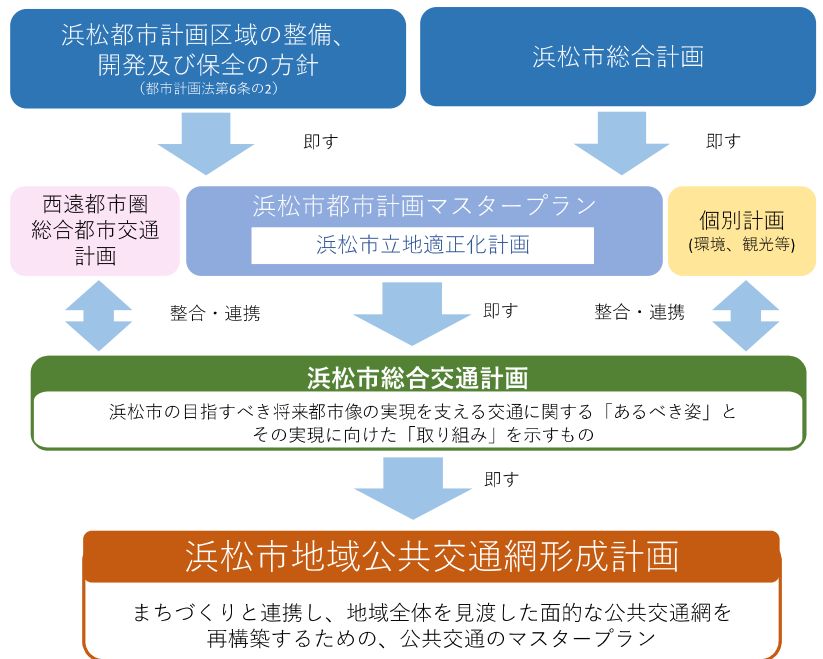 浜松都市計画区域の整備、
開発及び保全の方針
（都市計画法第6条の2）
浜松市総合計画
即す
即す
西遠都市圏
総合都市交通
計画
浜松市都市計画マスタープラン
浜松市立地適正化計画
個別計画
(環境、観光等)
整合・連携
即す
整合・連携
浜松市総合交通計画
浜松市の目指すべき将来都市像の実現を支える交通に関する「あるべき姿」と
その実現に向けた「取り組み」を示すもの
即す
浜松市地域公共交通網形成計画
まちづくりと連携し、地域全体を見渡した面的な公共交通網を
再構築するための、公共交通のマスタープラン